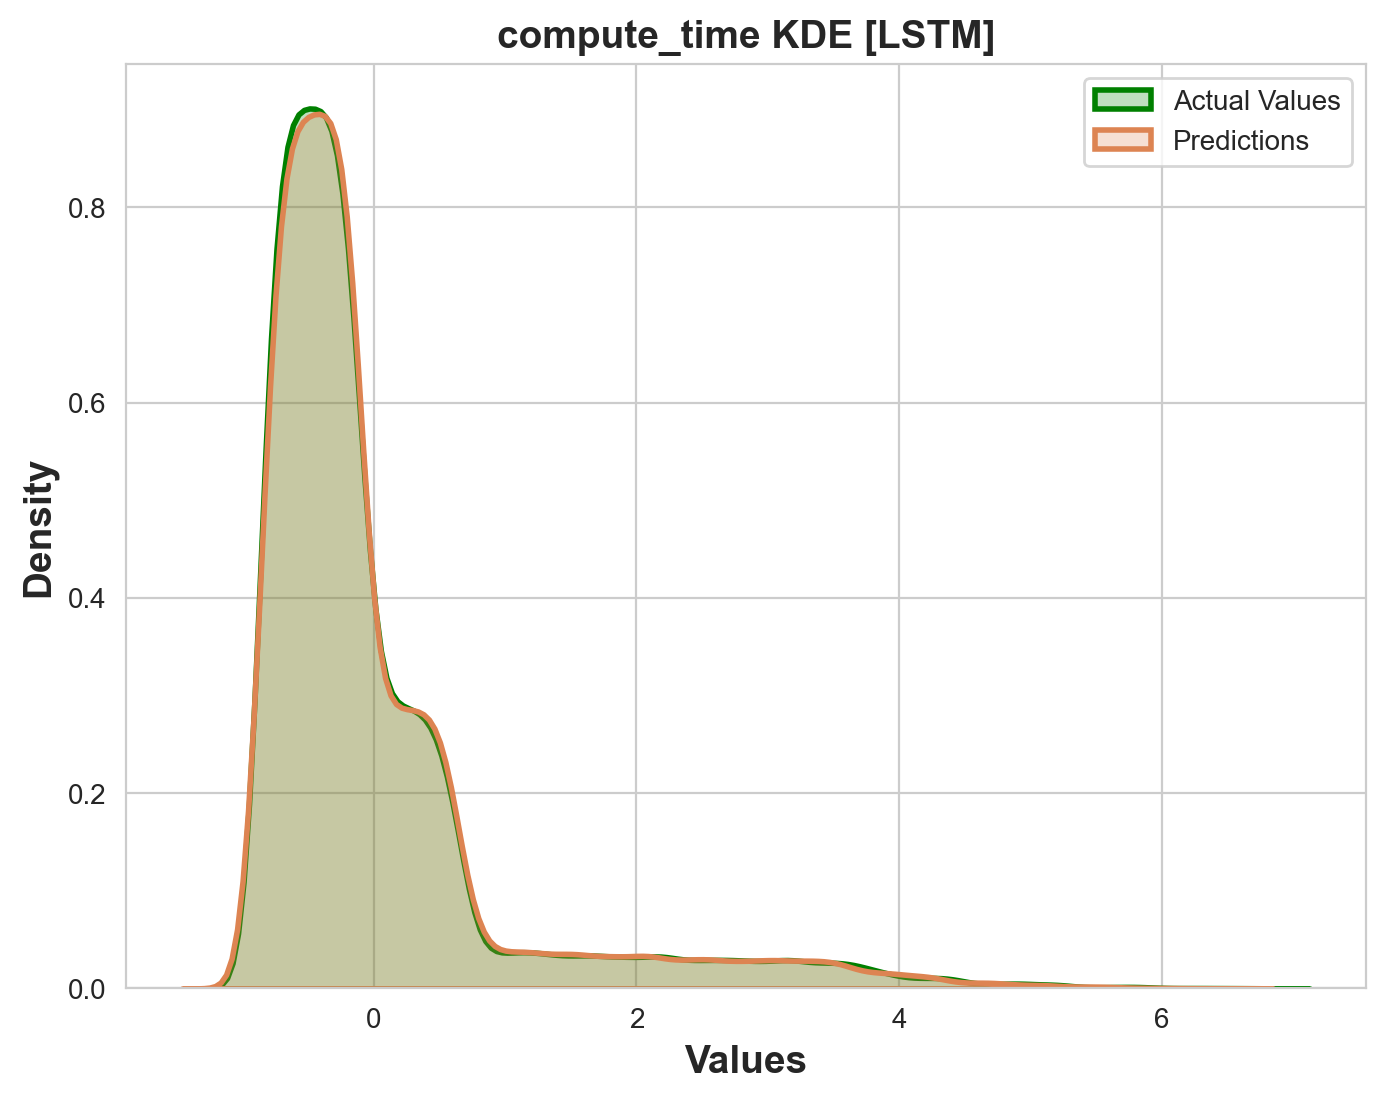 compute_time KDE [LSTM]
Actual Values
Predictions
Density
0.8
0.6
0.4
0.2
0.0
0 2 4 6
Values